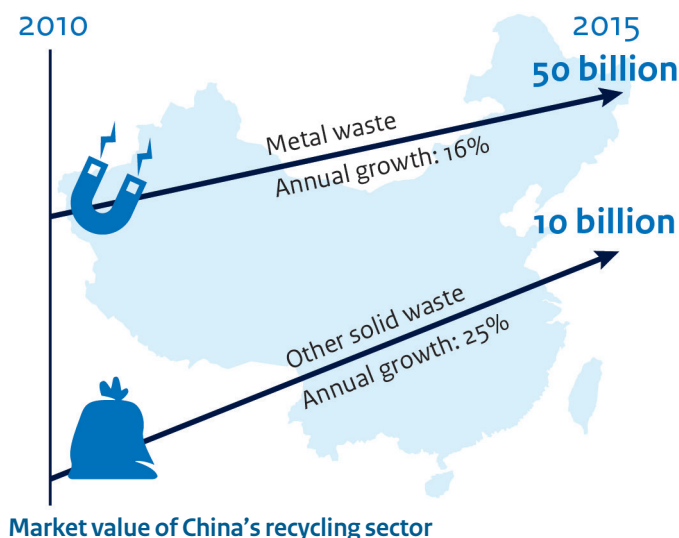 2010
2015
50 billion
Metal waste
Annual growth: 16%
10 billion
Other solid waste
Annual growth: 25%
Market value of China's recycling sector